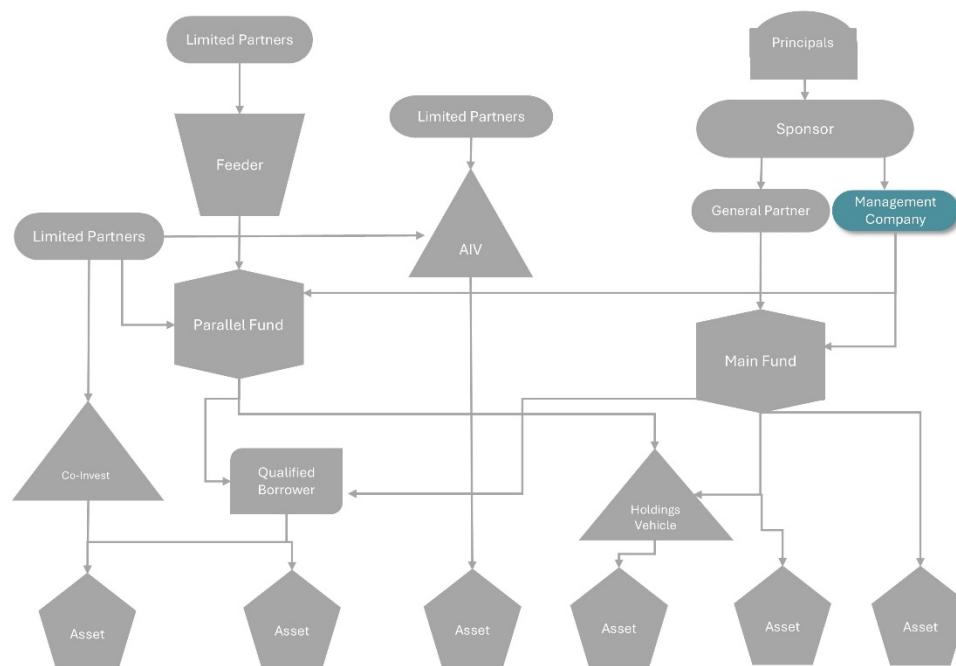 Limited Partners
Principals
Limited Partners
Sponsor
Feeder
General Partner
Management
Company
Limited Partners
AIV
Parallel Fund
Main Fund
Co-Invest
Qualified
Borrower
Holdings
Vehicle
Asset
Asset
Asset
Asset
Asset
Asset